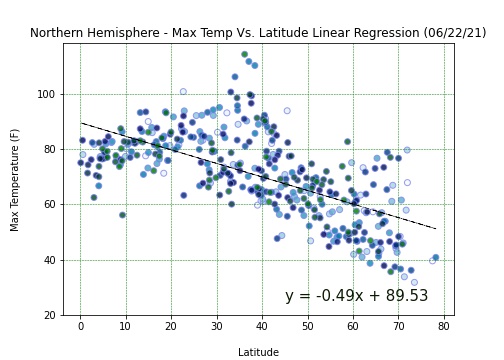 Northern Hemisphere - Max Temp Vs. Latitude Linear Regression (06/22/21)
Max Temperature (F)
100
80
60
40
20
y = -0.49x + 89.53
0 10 20 30 40 50 60 70 80
Latitude